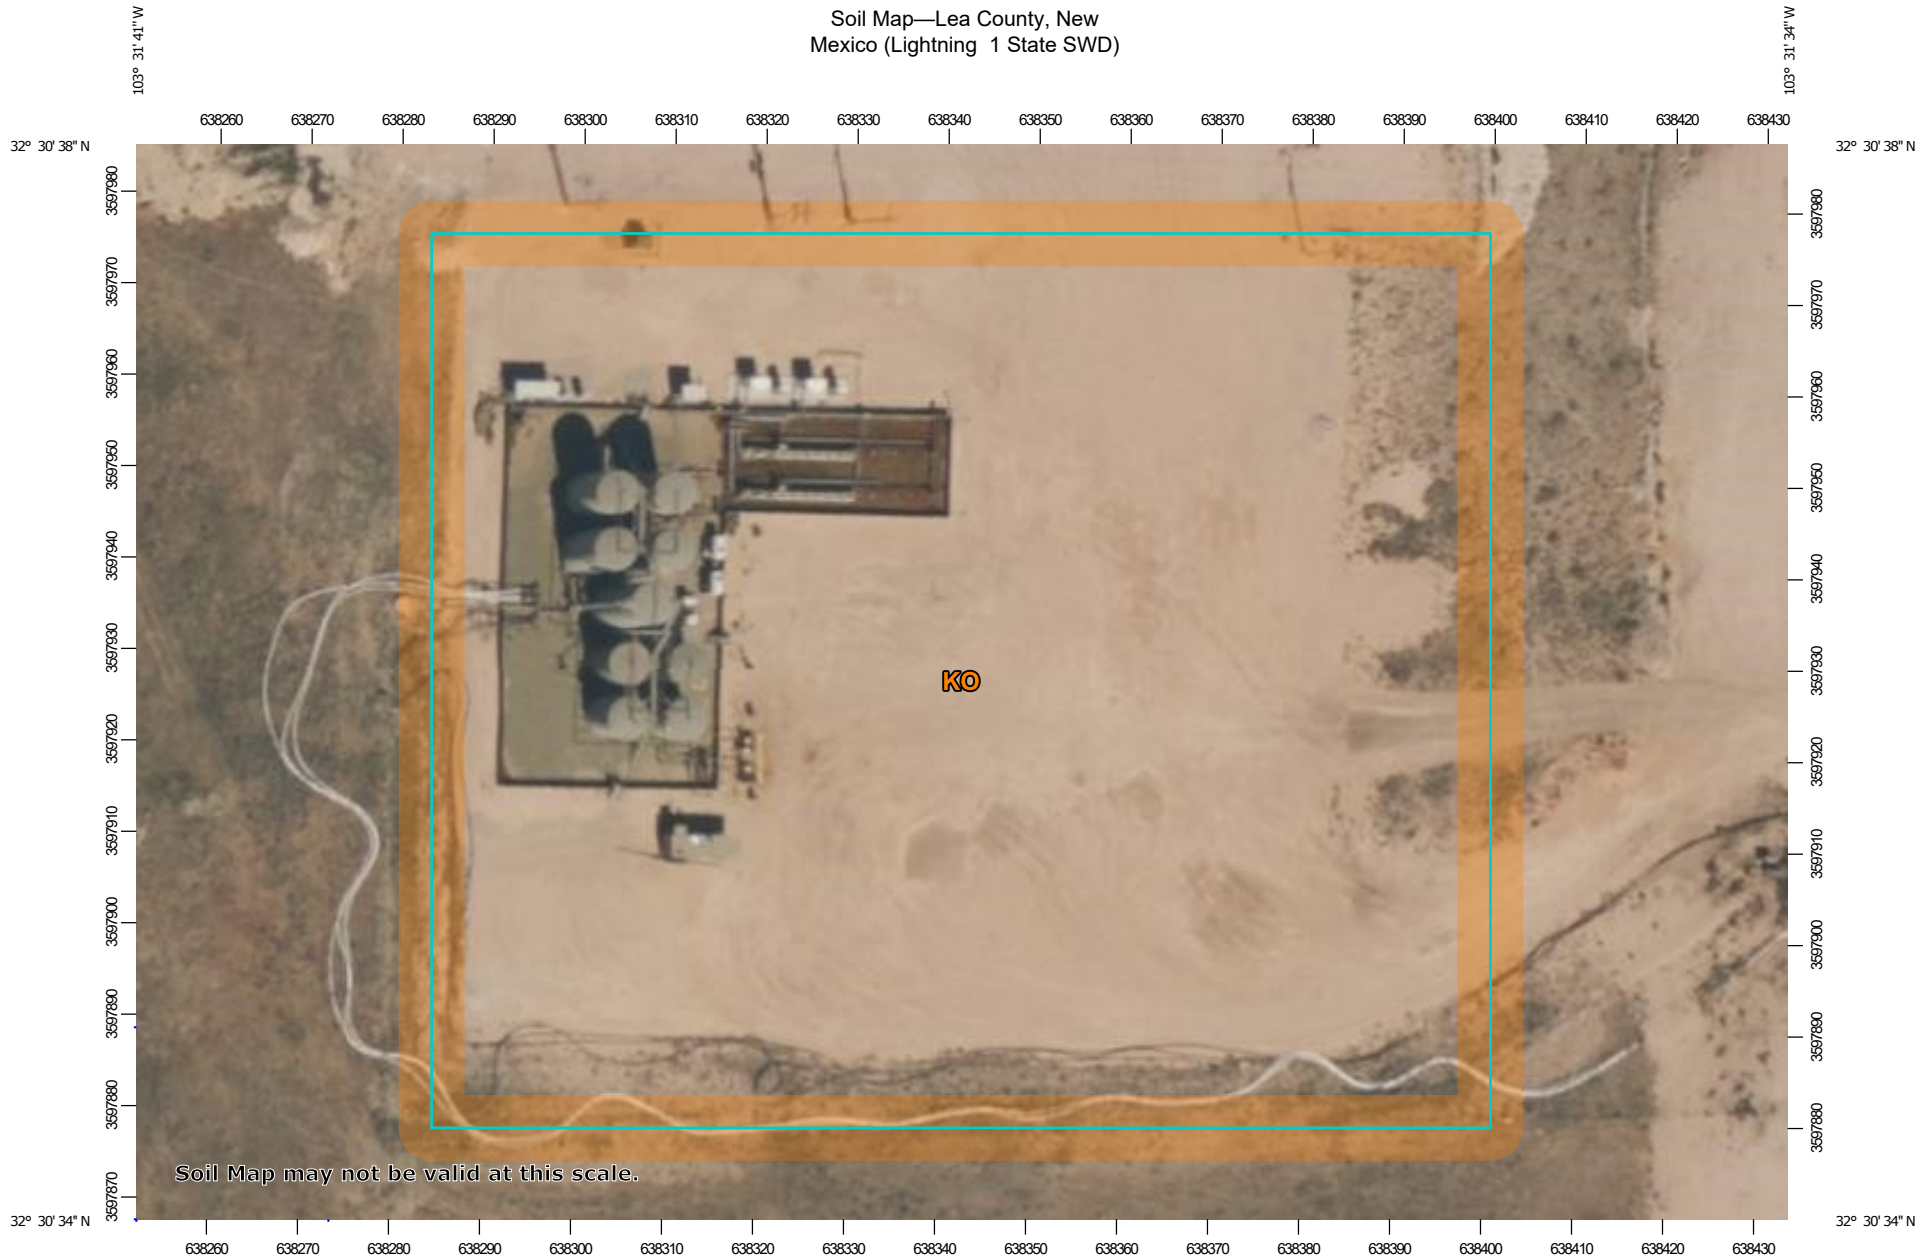 Soil Map—Lea County, New
Mexico (Lightning 1 State SWD)
103° 31' 41'' W
103° 31' 34'' W
638260 638270 638280 638290 638300 638310 638320 638330 638340 638350 638360 638370 638380 638390 638400 638410 638420 638430
32° 30' 38'' N
32° 30' 38'' N
3597980
3597970
3597960
3597950
3597940
3597930
3597920
3597910
3597900
3597890
3597880
3597870
3597980
3597970
3597960
3597950
3597940
3597930
3597920
3597910
3597900
3597890
3597880
KO
Soil Map may not be valid at this scale.
32° 30' 34'' N
32° 30' 34'' N
638260 638270 638280 638290 638300 638310 638320 638330 638340 638350 638360 638370 638380 638390 638400 638410 638420 638430